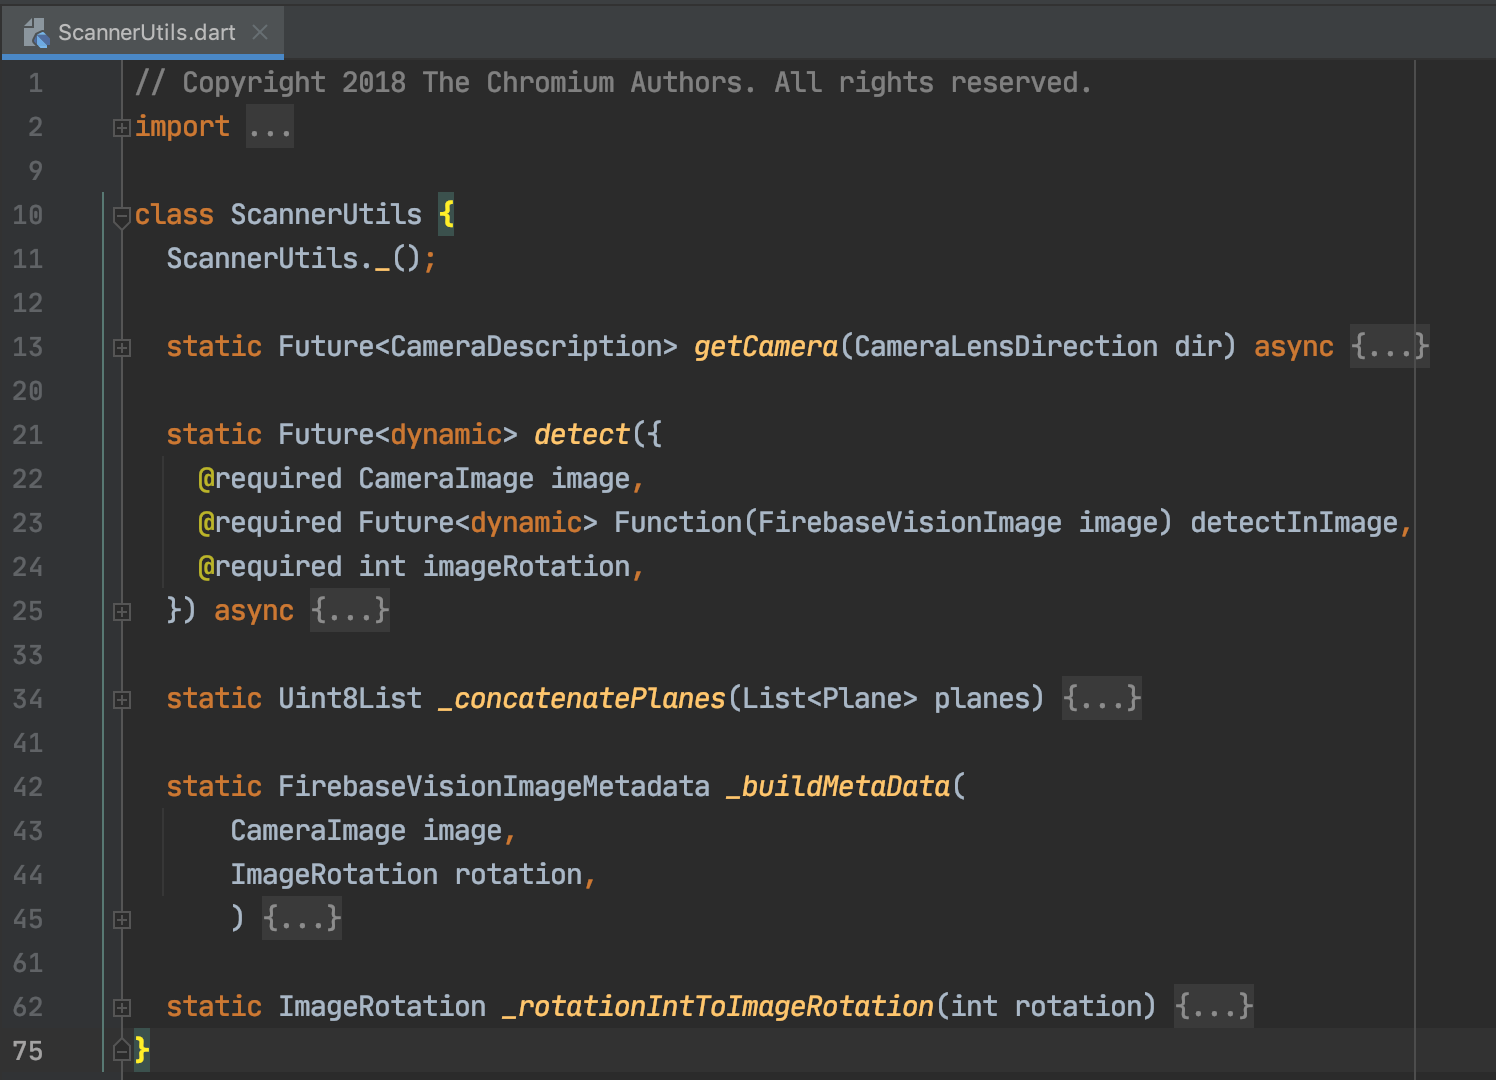 ScannerUtils.dart
1 // Copyright 2018 The Chromium Authors. All rights reserved.
2 import ...
9
10 class ScannerUtils {
11   ScannerUtils._();
12
13   static Future<CameraDescription> getCamera(CameraLensDirection dir) async {...}
20
21   static Future<dynamic> detect({
22     @required CameraImage image,
23     @required Future<dynamic> Function(FirebaseVisionImage image) detectInImage,
24     @required int imageRotation,
25   }) async {...}
33
34   static Uint8List _concatenatePlanes(List<Plane> planes) {...}
41
42   static FirebaseVisionImageMetadata _buildMetaData(
43       CameraImage image,
44       ImageRotation rotation,
45       ) {...}
61
62   static ImageRotation _rotationIntToImageRotation(int rotation) {...}
75 }